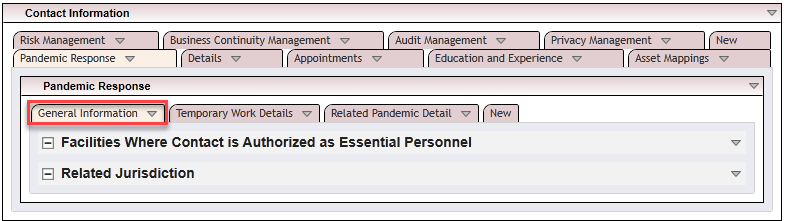 Contact Information
Risk Management Business Continuity Management Audit Management Privacy Management New
Pandemic Response Details Appointments Education and Experience Asset Mappings
Pandemic Response
General Information Temporary Work Details Related Pandemic Detail New
Facilities Where Contact is Authorized as Essential Personnel
Related Jurisdiction